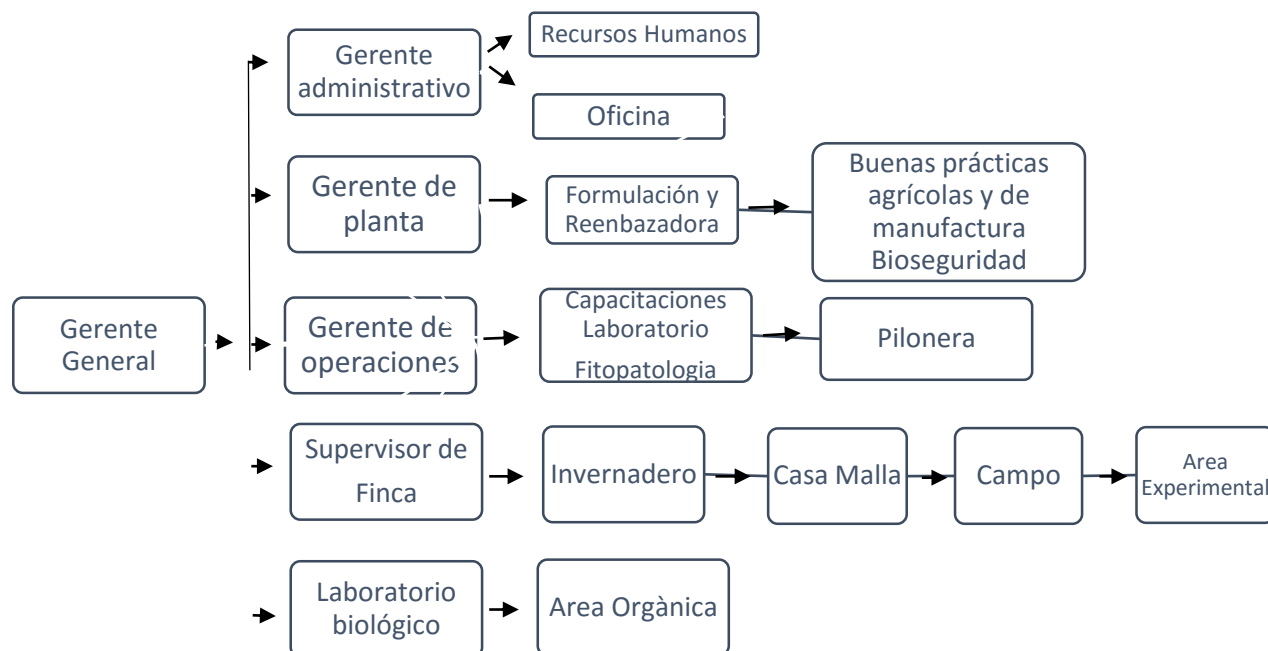 Gerente
General
Gerente
administrativo
Recursos Humanos
Oficina
Gerente de
planta
Formulación y
Reenbazadora
Buenas prácticas
agrícolas y de
manufactura
Bioseguridad
Gerente de
operaciones
Capacitaciones
Laboratorio
Fitopatologia
Pilonera
Supervisor de
Finca
Invernadero
Casa Malla
Campo
Area
Experimental
Laboratorio
biológico
Area Orgànica